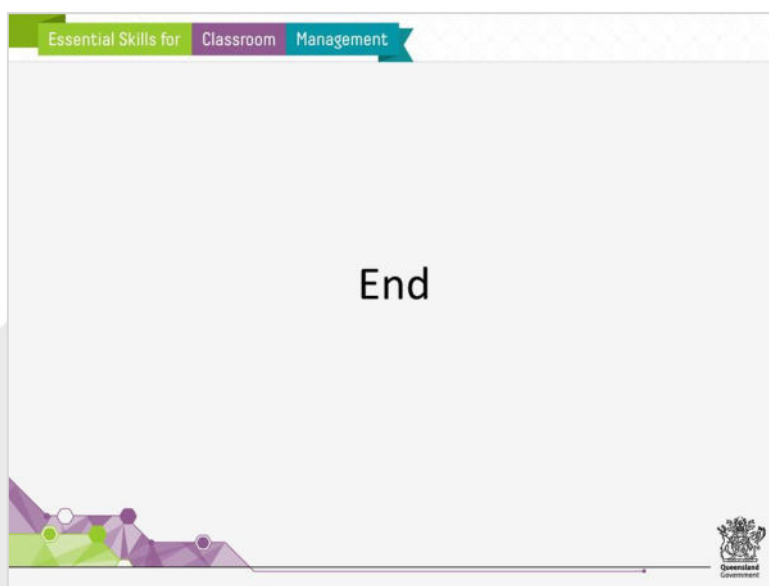 Essential Skills for Classroom Management
End
Queensland
Government